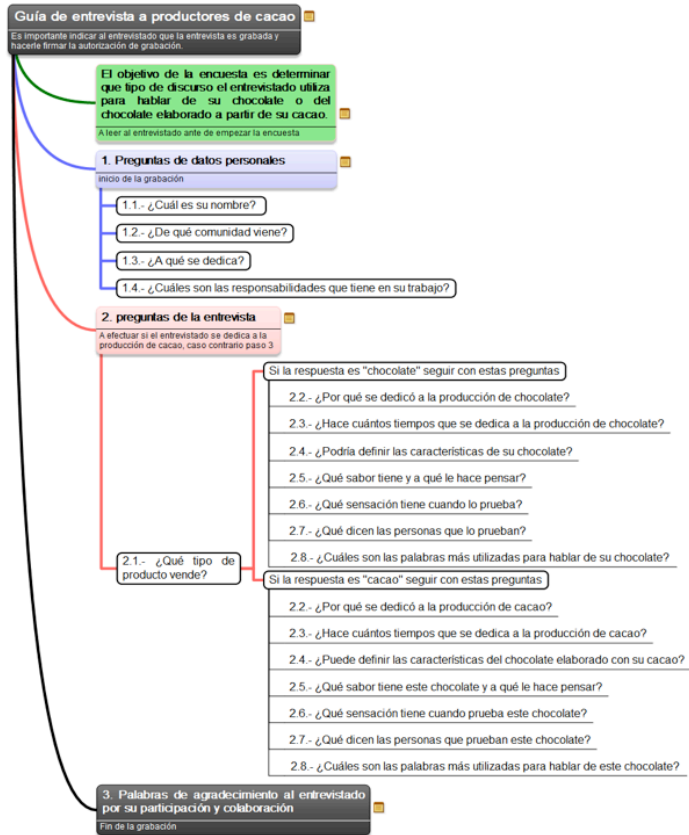 Guía de entrevista a productores de cacao
Es importante indicar al entrevistado que la entrevista es grabada y
hacerle firmar la autorización de grabación.
El objetivo de la encuesta es determinar
que tipo de discurso el entrevistado utiliza
para hablar de su chocolate o del
chocolate elaborado a partir de su cacao.
A leer al entrevistado ante de empezar la encuesta
1. Preguntas de datos personales
inicio de la grabación
1.1.- ¿Cuál es su nombre?
1.2.- ¿De qué comunidad viene?
1.3.- ¿A qué se dedica?
1.4.- ¿Cuáles son las responsabilidades que tiene en su trabajo?
2. preguntas de la entrevista
A efectuar si el entrevistado se dedica a la
producción de cacao, caso contrario paso 3
2.1.- ¿Qué tipo de
producto vende?
Si la respuesta es "chocolate" seguir con estas preguntas
2.2.- ¿Por qué se dedicó a la producción de chocolate?
2.3.- ¿Hace cuántos tiempos que se dedica a la producción de chocolate?
2.4.- ¿Podría definir las características de su chocolate?
2.5.- ¿Qué sabor tiene y a qué le hace pensar?
2.6.- ¿Qué sensación tiene cuando lo prueba?
2.7.- ¿Qué dicen las personas que lo prueban?
2.8.- ¿Cuáles son las palabras más utilizadas para hablar de su chocolate?
Si la respuesta es "cacao" seguir con estas preguntas
2.2.- ¿Por qué se dedicó a la producción de cacao?
2.3.- ¿Hace cuántos tiempos que se dedica a la producción de cacao?
2.4.- ¿Puede definir las características del chocolate elaborado con su cacao?
2.5.- ¿Qué sabor tiene este chocolate y a qué le hace pensar?
2.6.- ¿Qué sensación tiene cuando prueba este chocolate?
2.7.- ¿Qué dicen las personas que prueban este chocolate?
2.8.- ¿Cuáles son las palabras más utilizadas para hablar de este chocolate?
3. Palabras de agradecimiento al entrevistado
por su participación y colaboración
Fin de la grabación